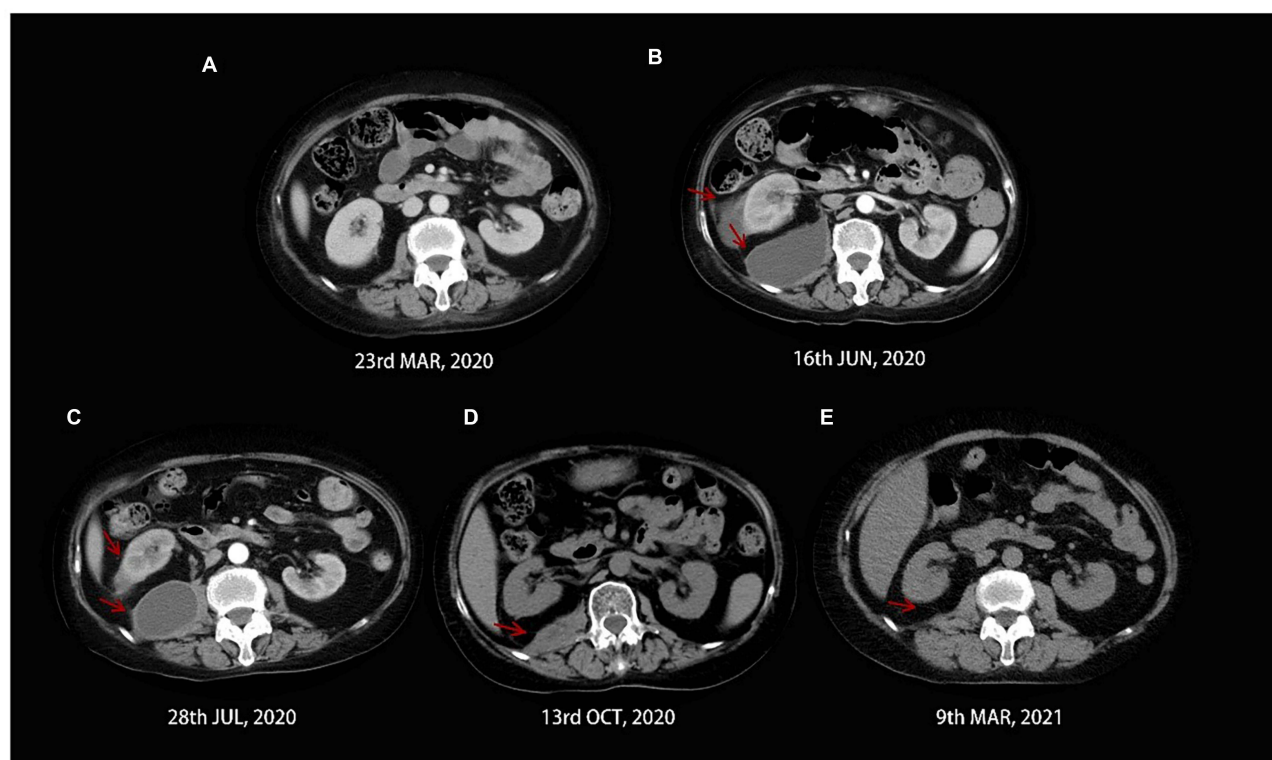 A
B
23rd MAR, 2020
16th JUN, 2020
C
D
E
28th JUL, 2020
13rd OCT, 2020
9th MAR, 2021